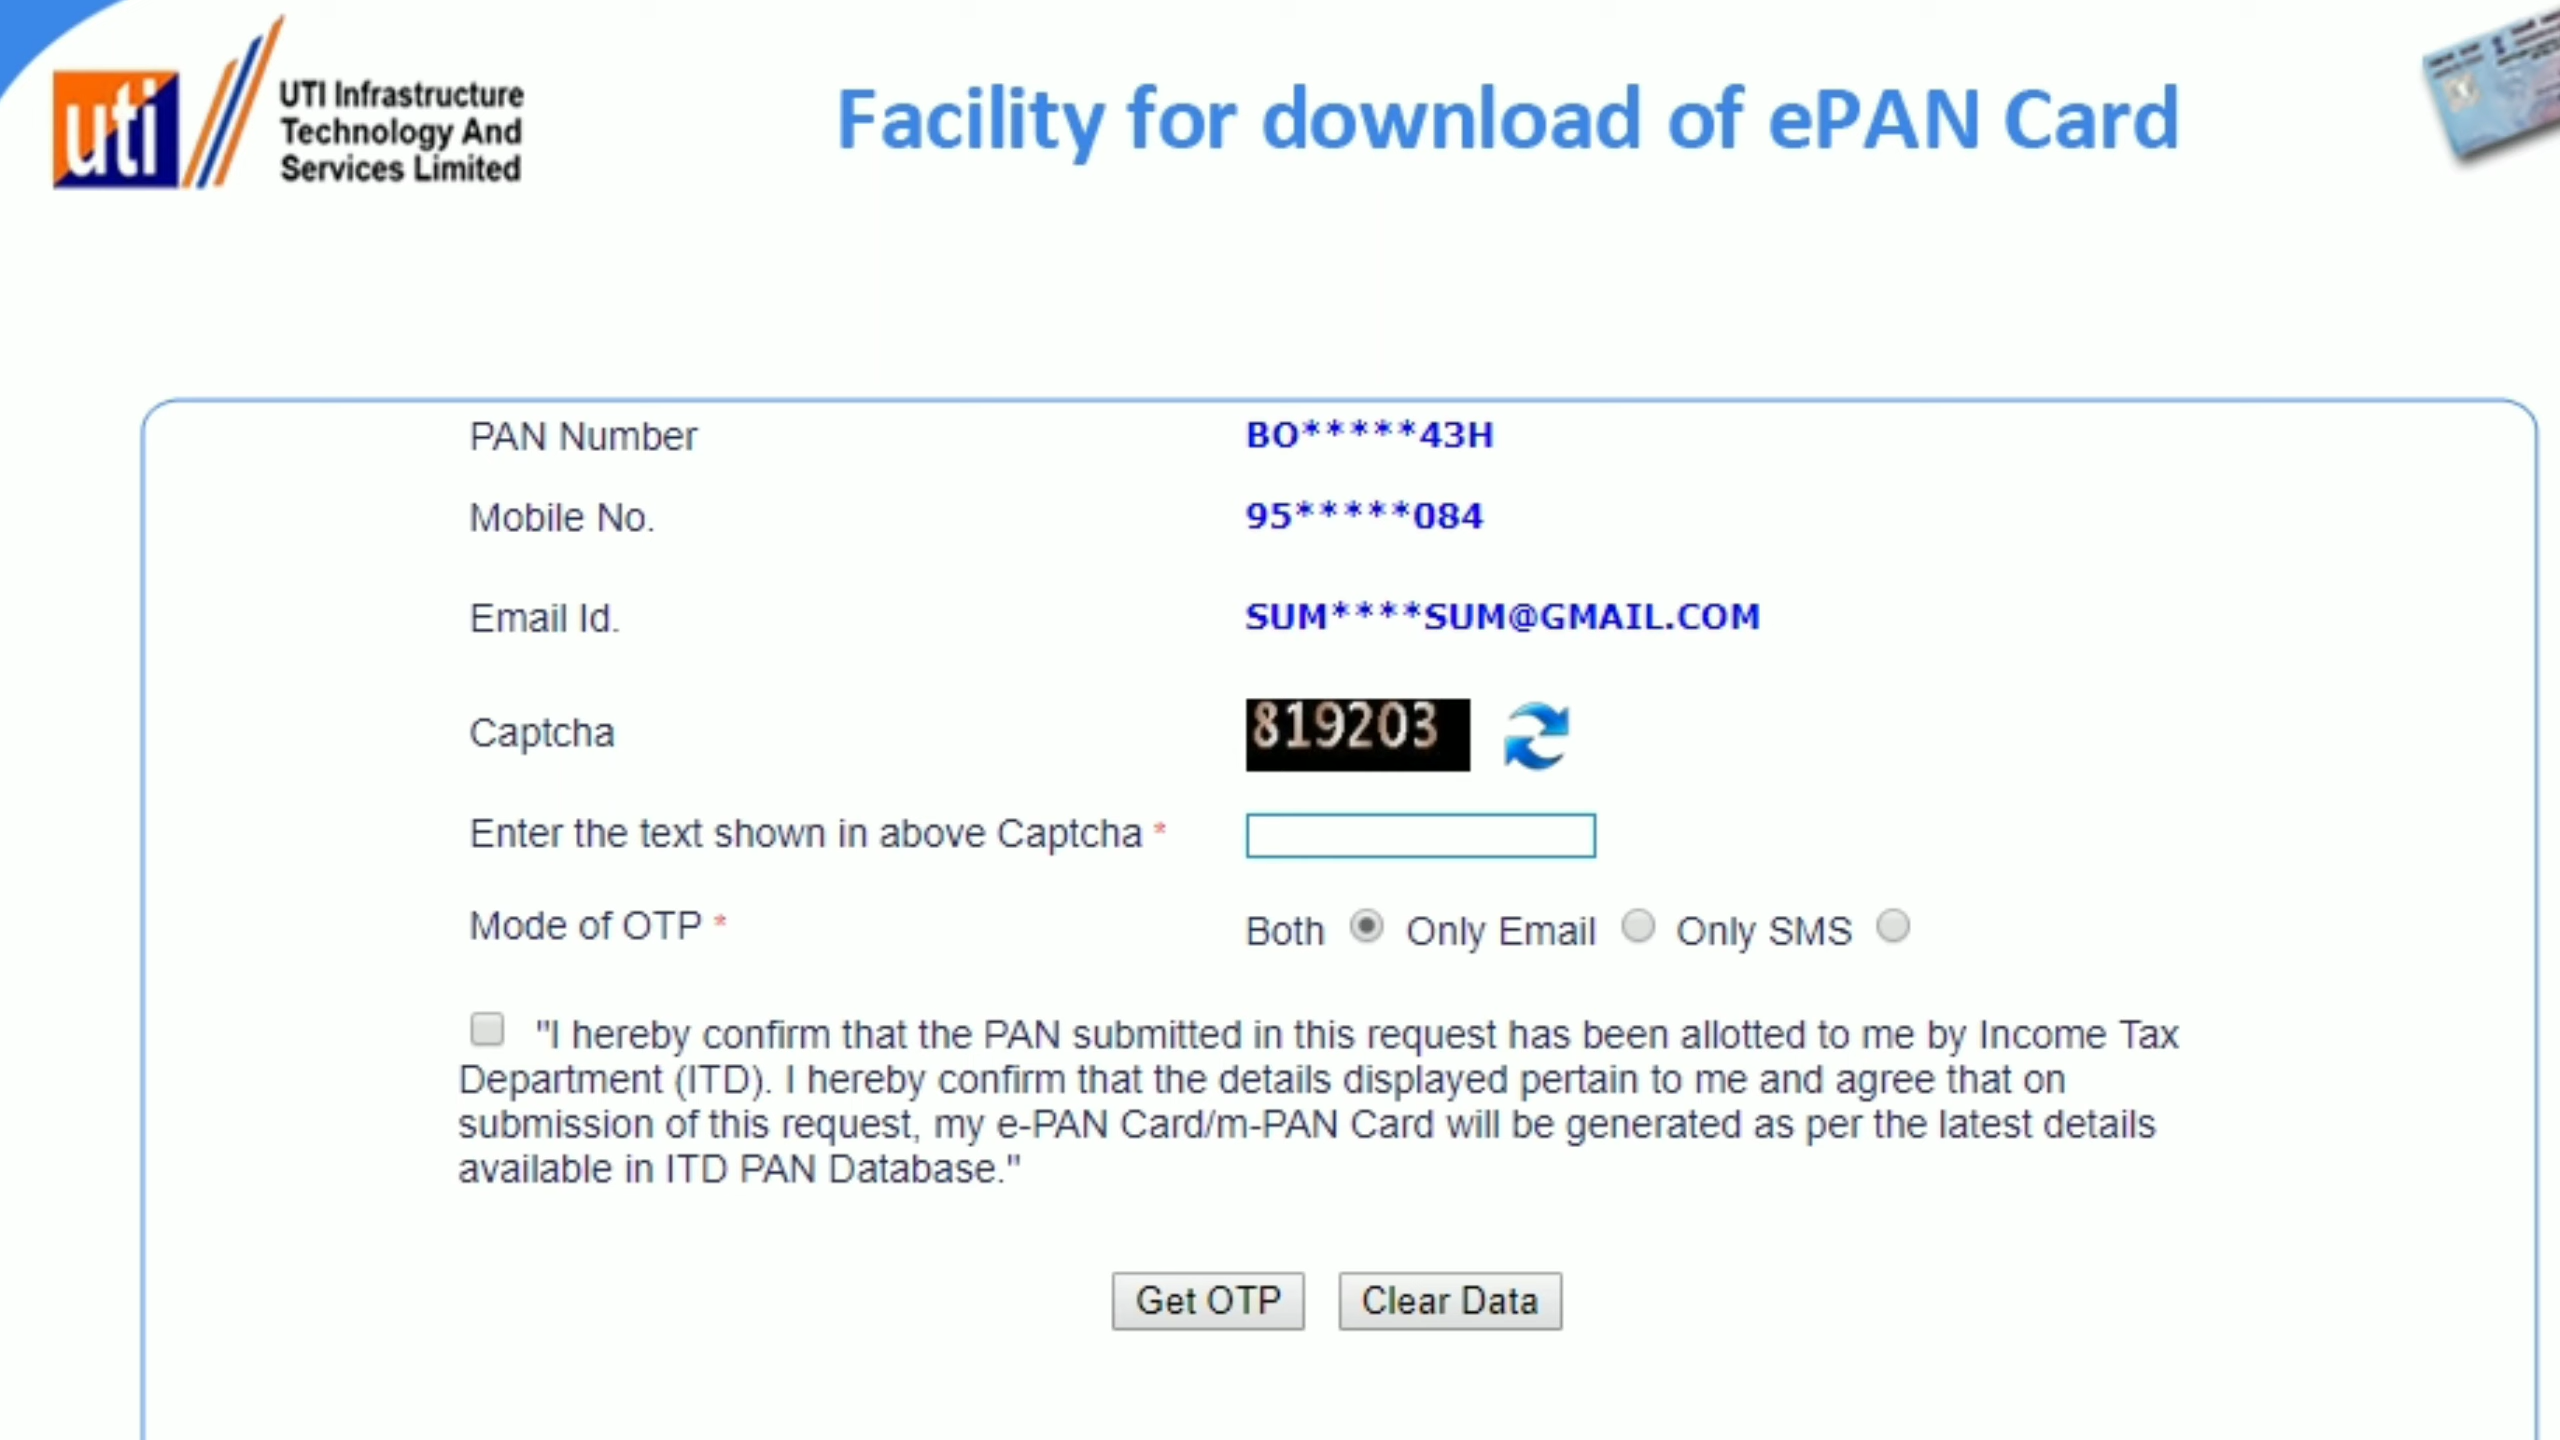 uti
UTI Infrastructure
Technology And
Services Limited
Facility for download of ePAN Card
PAN Number BO*****43H
Mobile No. 95*****084
Email Id. SUM****SUM@GMAIL.COM
Captcha 819203
Enter the text shown in above Captcha *
Mode of OTP * Both Only Email Only SMS
"I hereby confirm that the PAN submitted in this request has been allotted to me by Income Tax
Department (ITD). I hereby confirm that the details displayed pertain to me and agree that on
submission of this request, my e-PAN Card/m-PAN Card will be generated as per the latest details
available in ITD PAN Database."
Get OTP Clear Data